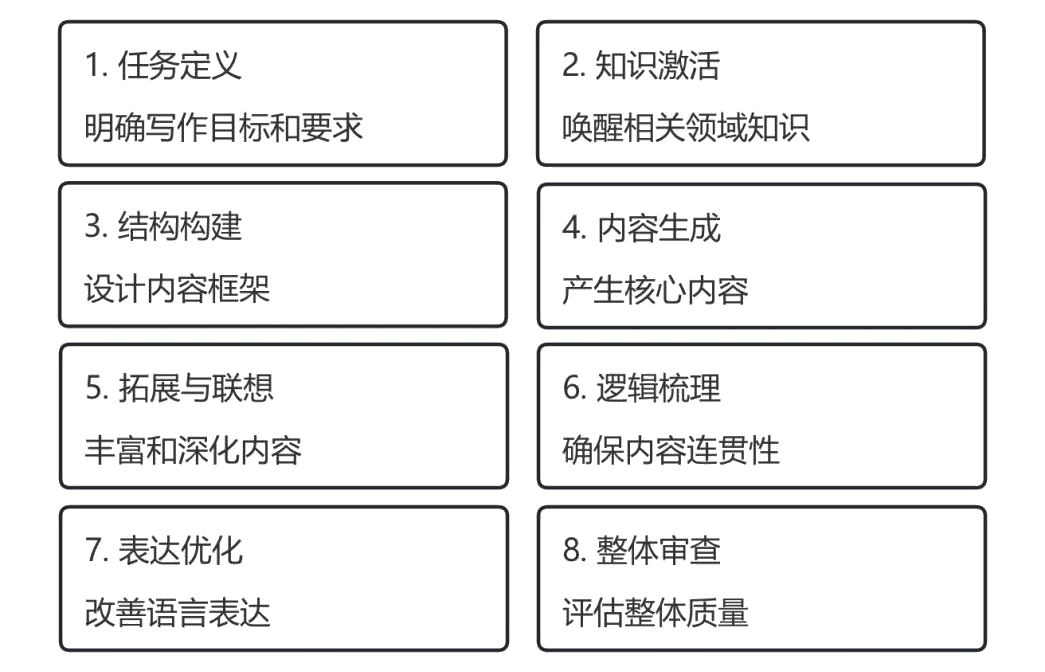 1. 任务定义
明确写作目标和要求
2. 知识激活
唤醒相关领域知识
3. 结构构建
设计内容框架
4. 内容生成
产生核心内容
5. 拓展与联想
丰富和深化内容
6. 逻辑梳理
确保内容连贯性
7. 表达优化
改善语言表达
8. 整体审查
评估整体质量